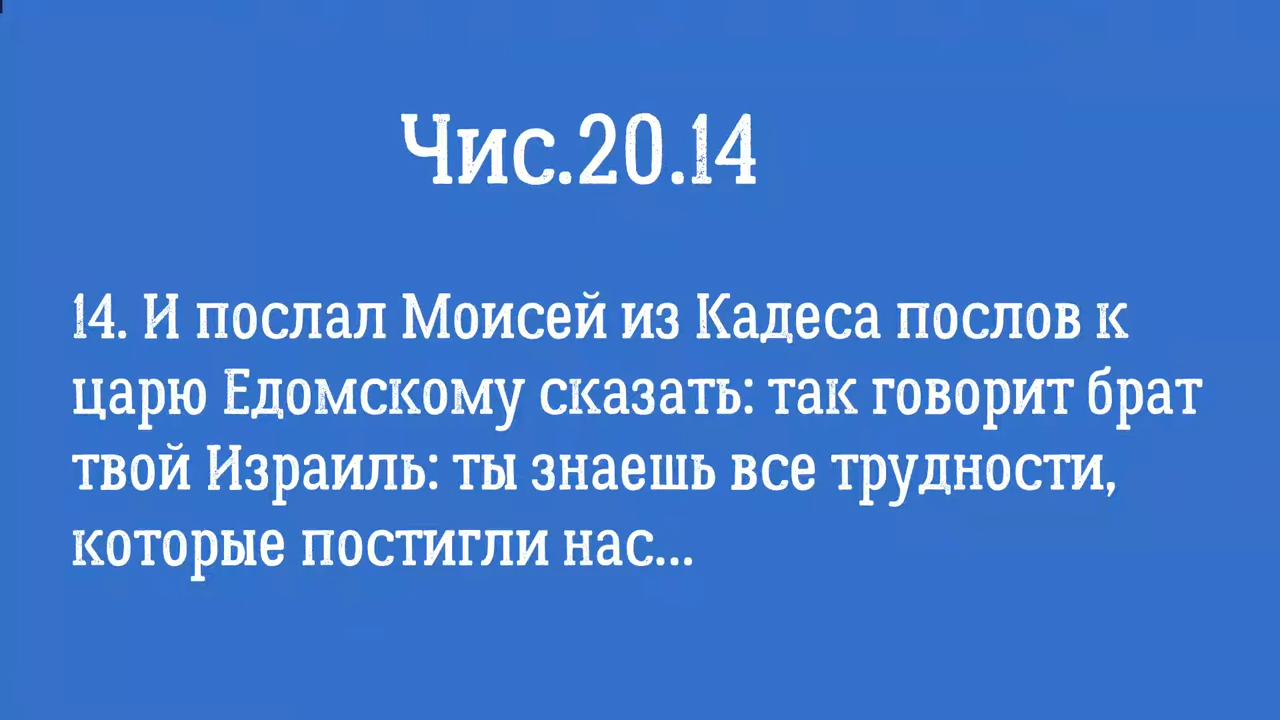 Чис.20.14
14. И послал Моисей из Кадеса послов к
царю Едомскому сказать: так говорит брат
твой Израиль: ты знаешь все трудности,
которые постигли нас...